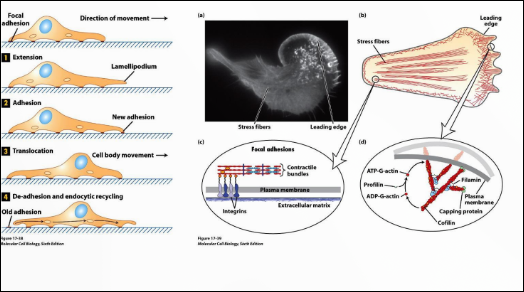 Focal adhesion
Direction of movement
1 Extension
Lamellipodium
2 Adhesion
New adhesion
3 Translocation
Cell body movement
4 De-adhesion and endocytic recycling
Old adhesion
Figure 17-38
Molecular Cell Biology, Sixth Edition
(a)
Stress fibers
Leading edge
(b)
Leading edge
Stress fibers
(c)
Focal adhesions
Contractile bundles
Plasma membrane
Integrins
Extracellular matrix
(d)
ATP-G-actin
Profilin
ADP-G-actin
Filamin
Plasma membrane
Capping protein
Cofilin
Molecular Cell Biology, Sixth Edition